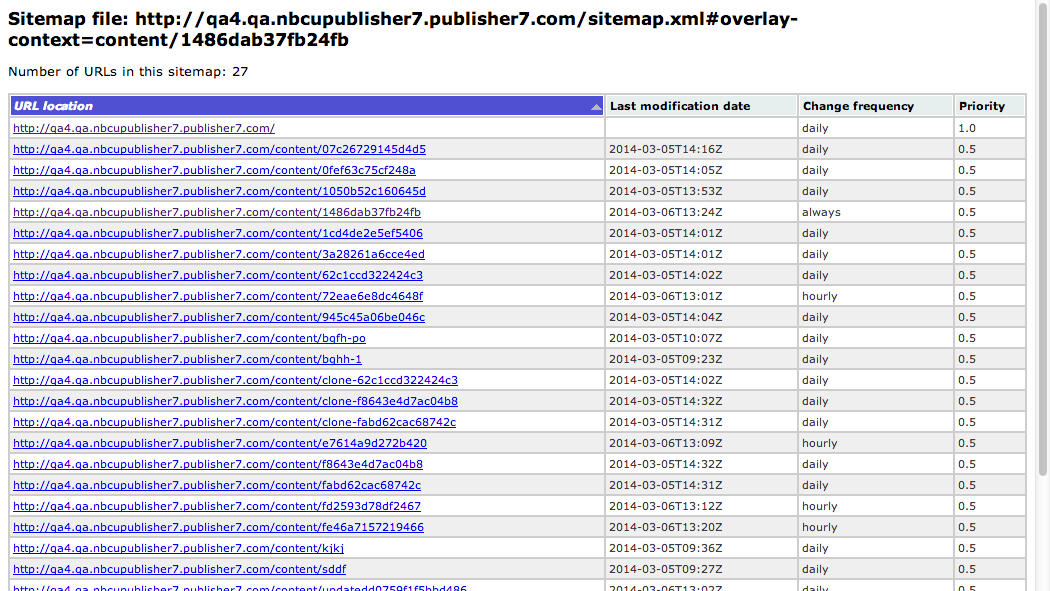 Sitemap file: http://qa4.qa.nbcupublisher7.publisher7.com/sitemap.xml#overlay-
context=content/1486dab37fb24fb
Number of URLs in this sitemap: 27
URL location Last modification date Change frequency Priority
http://qa4.qa.nbcupublisher7.publisher7.com/ daily 1.0
http://qa4.qa.nbcupublisher7.publisher7.com/content/07c26729145d4d5 2014-03-05T14:16Z daily 0.5
http://qa4.qa.nbcupublisher7.publisher7.com/content/0fef63c75cf248a 2014-03-05T14:05Z daily 0.5
http://qa4.qa.nbcupublisher7.publisher7.com/content/1050b52c160645d 2014-03-05T13:53Z daily 0.5
http://qa4.qa.nbcupublisher7.publisher7.com/content/1486dab37fb24fb 2014-03-06T13:24Z always 0.5
http://qa4.qa.nbcupublisher7.publisher7.com/content/1cd4de2e5ef5406 2014-03-05T14:01Z daily 0.5
http://qa4.qa.nbcupublisher7.publisher7.com/content/3a28261a6cce4ed 2014-03-05T14:01Z daily 0.5
http://qa4.qa.nbcupublisher7.publisher7.com/content/62c1ccd322424c3 2014-03-05T14:02Z daily 0.5
http://qa4.qa.nbcupublisher7.publisher7.com/content/72eae6e8dc4648f 2014-03-06T13:01Z hourly 0.5
http://qa4.qa.nbcupublisher7.publisher7.com/content/945c45a06be046c 2014-03-05T14:04Z daily 0.5
http://qa4.qa.nbcupublisher7.publisher7.com/content/bgfh-po 2014-03-05T10:07Z daily 0.5
http://qa4.qa.nbcupublisher7.publisher7.com/content/bghh-1 2014-03-05T09:23Z daily 0.5
http://qa4.qa.nbcupublisher7.publisher7.com/content/clone-62c1ccd322424c3 2014-03-05T14:02Z daily 0.5
http://qa4.qa.nbcupublisher7.publisher7.com/content/clone-f8643e4d7ac04b8 2014-03-05T14:32Z daily 0.5
http://qa4.qa.nbcupublisher7.publisher7.com/content/clone-fabd62cac68742c 2014-03-05T14:31Z daily 0.5
http://qa4.qa.nbcupublisher7.publisher7.com/content/e7614a9d272b420 2014-03-06T13:09Z hourly 0.5
http://qa4.qa.nbcupublisher7.publisher7.com/content/f8643e4d7ac04b8 2014-03-05T14:32Z daily 0.5
http://qa4.qa.nbcupublisher7.publisher7.com/content/fabd62cac68742c 2014-03-05T14:31Z daily 0.5
http://qa4.qa.nbcupublisher7.publisher7.com/content/fd2593d78df2467 2014-03-06T13:12Z hourly 0.5
http://qa4.qa.nbcupublisher7.publisher7.com/content/fe46a7157219466 2014-03-06T13:20Z hourly 0.5
http://qa4.qa.nbcupublisher7.publisher7.com/content/kjkj 2014-03-05T09:36Z daily 0.5
http://qa4.qa.nbcupublisher7.publisher7.com/content/sddf 2014-03-05T09:27Z daily 0.5
http://qa4.qa.nbcupublisher7.publisher7.com/content/updatedd0759f1f5bbd486 2014-03-06T13:02Z daily 0.5